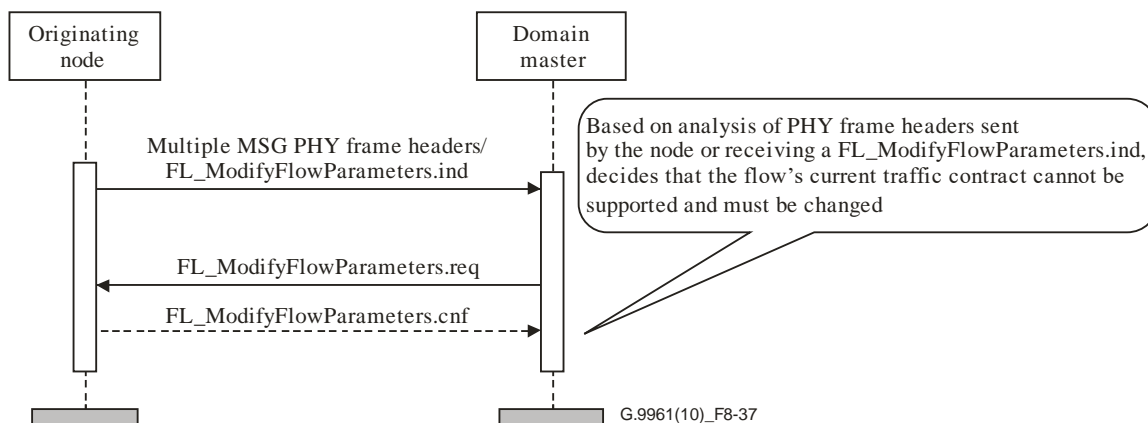 Originating
node
Domain
master
Based on analysis of PHY frame headers sent
by the node or receiving a FL_ModifyFlowParameters.ind,
decides that the flow's current traffic contract cannot be
supported and must be changed
Multiple MSG PHY frame headers/
FL_ModifyFlowParameters.ind
FL_ModifyFlowParameters.req
FL_ModifyFlowParameters.cnf
G.9961(10)_F8-37